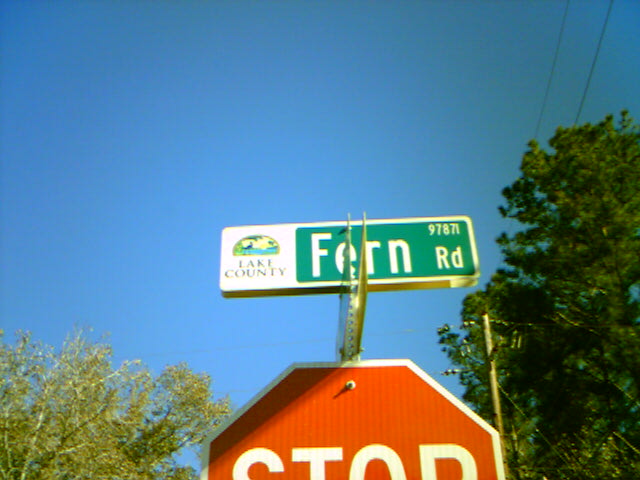 LAKE
COUNTY
Fern Rd
97871
STOP